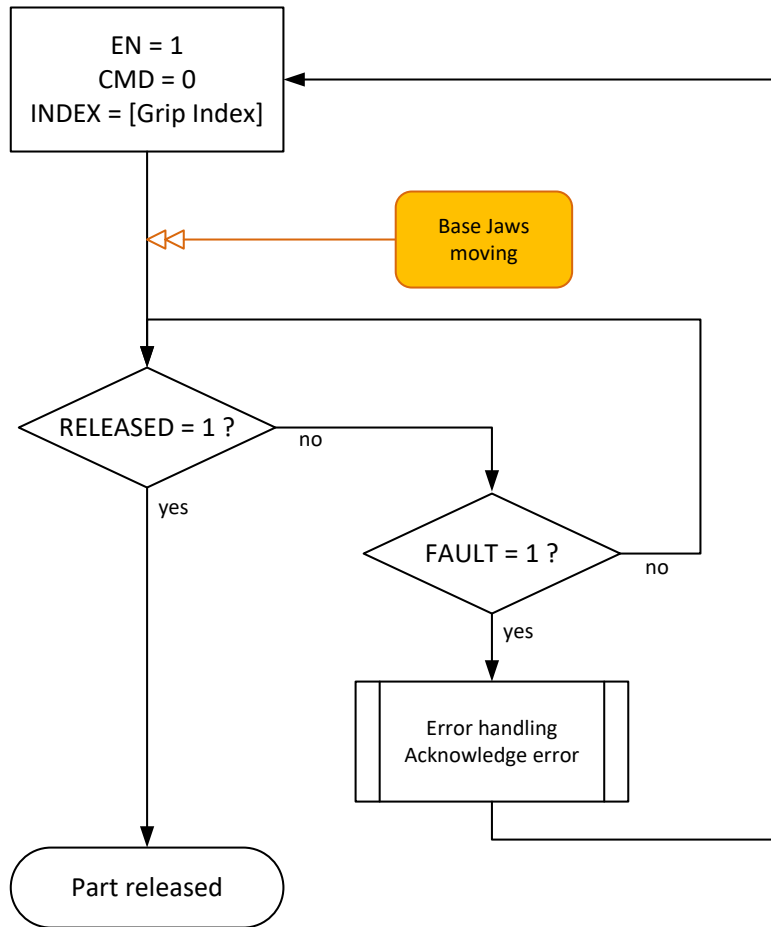 EN = 1
CMD = 0
INDEX = [Grip Index]
Base Jaws
moving
RELEASED = 1 ?
no
yes
FAULT = 1 ?
no
yes
Error handling
Acknowledge error
Part released